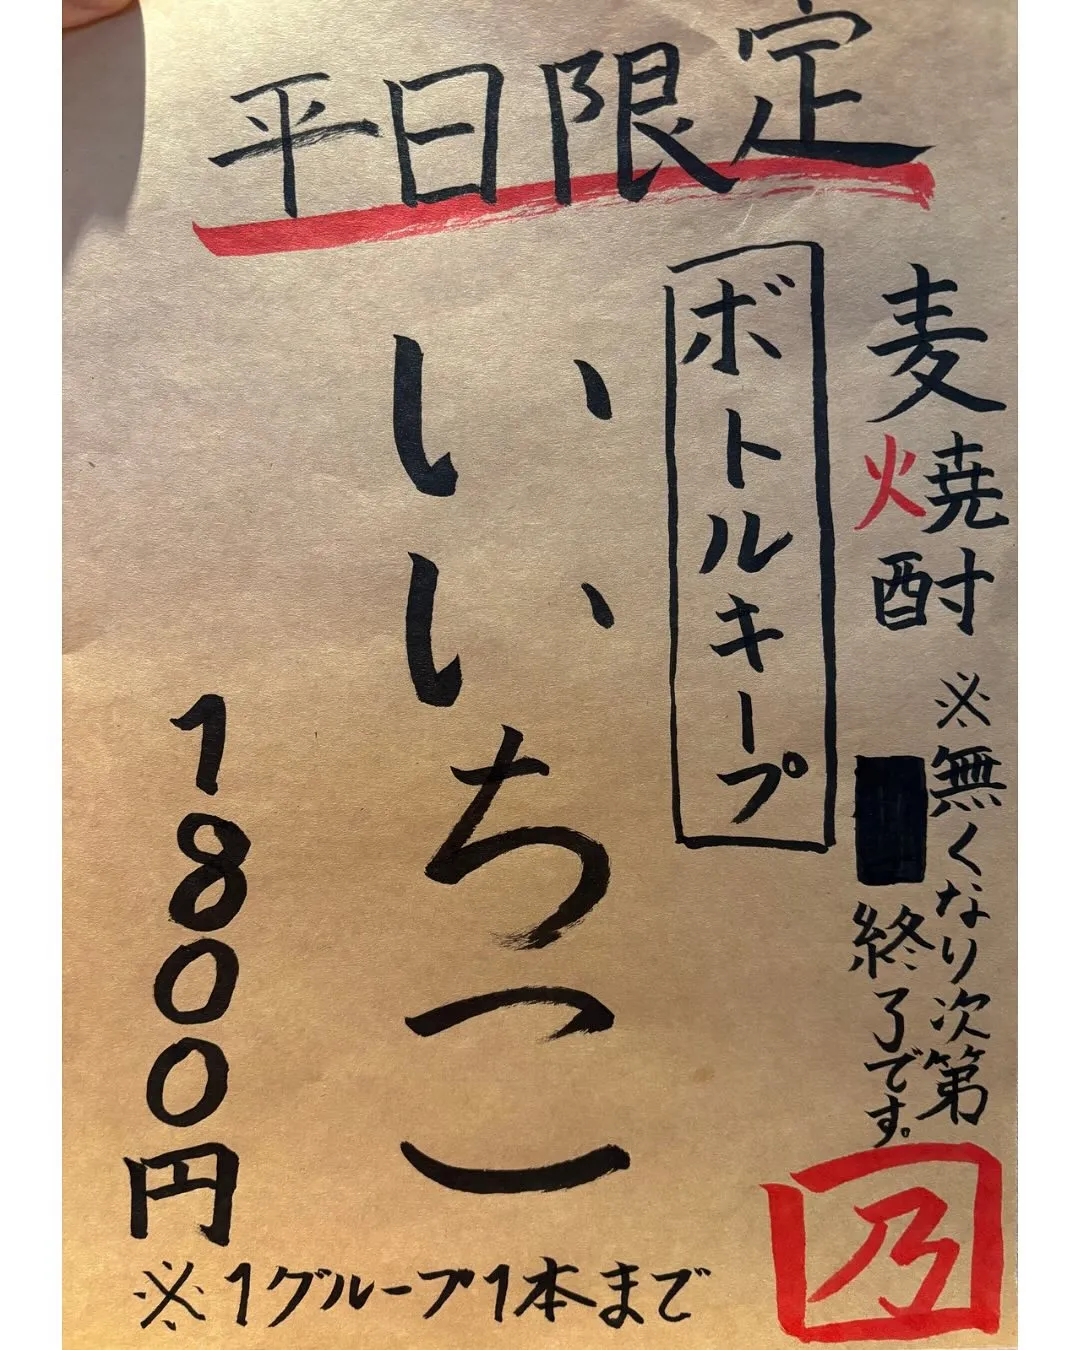 平日限定
麦焼酎
※無くなり次第
終了です。
ボトルキープ
いいちこ
1800円
※1グループ1本まで
乃